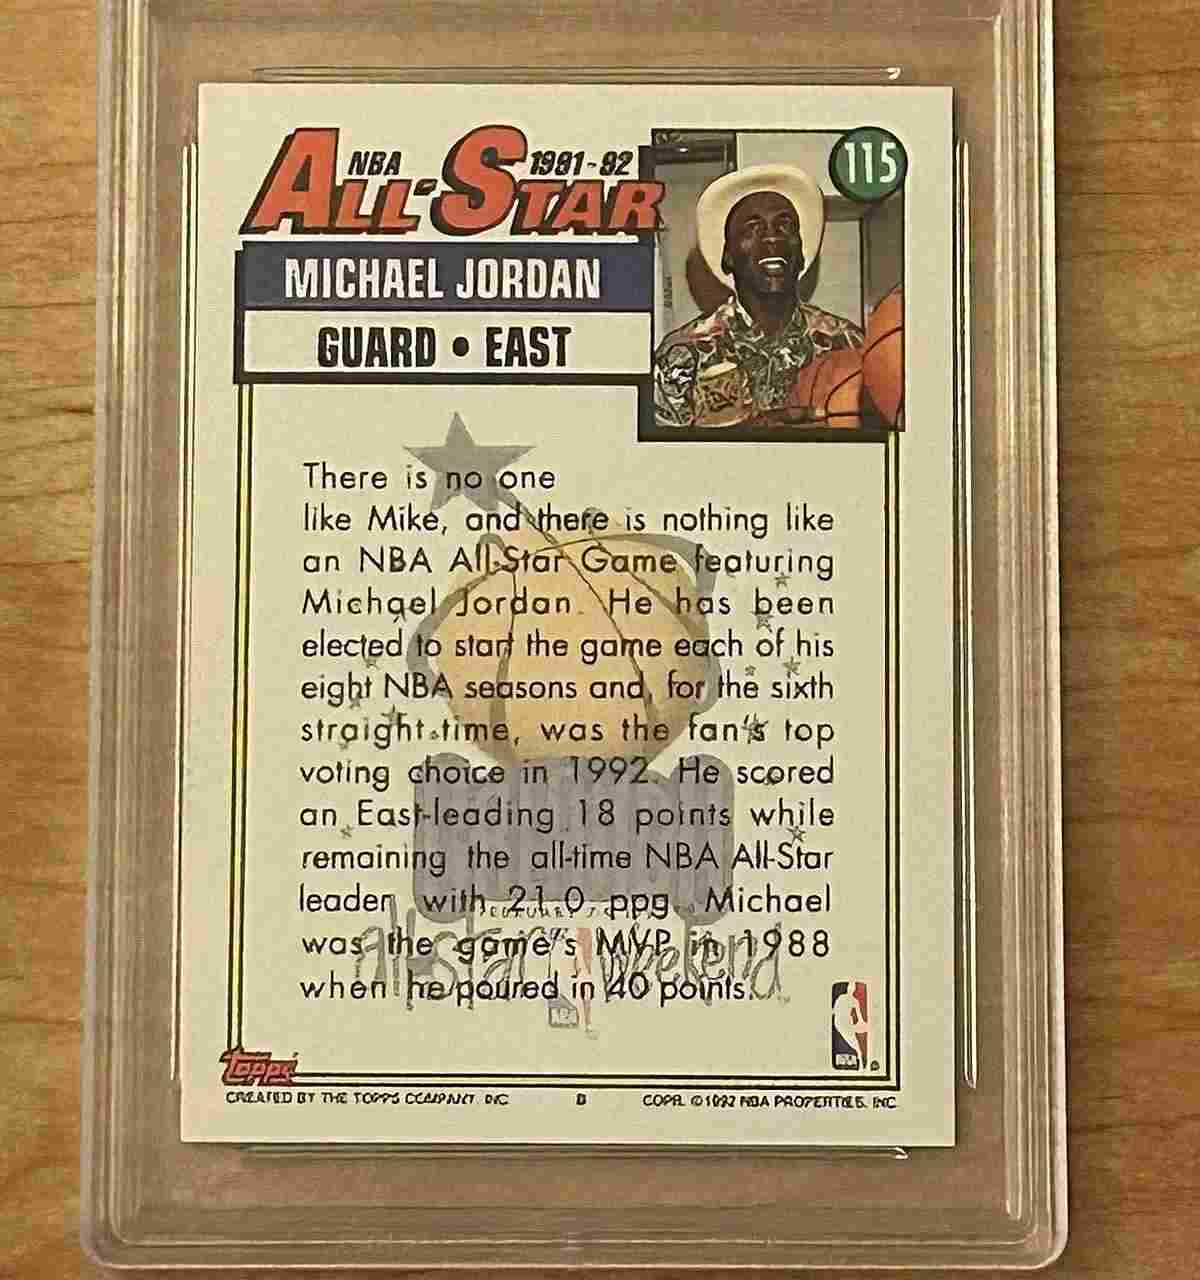 NBA 1991-92
ALL-STAR
115
MICHAEL JORDAN
GUARD • EAST
There is no one
like Mike, and there is nothing like
an NBA All-Star Game featuring
Michael Jordan. He has been
elected to start the game each of his
eight NBA seasons and, for the sixth
straight time, was the fan's top
voting choice in 1992. He scored
an East-leading 18 points while
remaining the all-time NBA All-Star
leader with 21.0 ppg. Michael
was the game's MVP in 1988
when he poured in 40 points.
all-star weekend
NBA
NBA
Topps
CREATED BY THE TOPPS COMPANY, INC
COPR. © 1992 NBA PROPERTIES, INC.